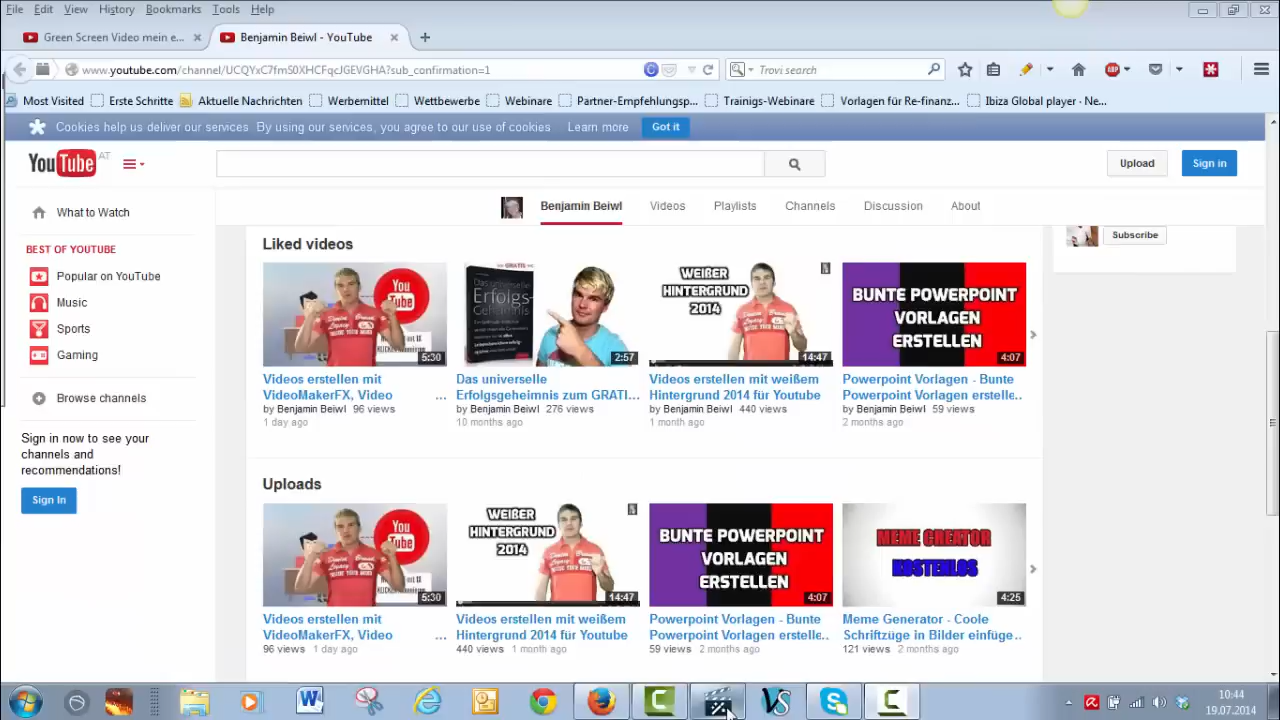 File Edit View History Bookmarks Tools Help
Green Screen Video mein e...
Benjamin Beiwl - YouTube
www.youtube.com/channel/UCQYxC7fmS0XHCFqcJGEVGHA?sub_confirmation=1
Trovi search
Most Visited Erste Schritte Aktuelle Nachrichten Werbemittel Wettbewerbe Webinare Partner-Empfehlungsp... Trainigs-Webinare Vorlagen für Re-finanz... Ibiza Global player · Ne...
Cookies help us deliver our services By using our services, you agree to our use of cookies Learn more Got it
YouTube AT
Upload Sign in
Benjamin Beiwl Videos Playlists Channels Discussion About
What to Watch
BEST OF YOUTUBE
Popular on YouTube
Music
Sports
Gaming
Browse channels
Sign in now to see your
channels and
recommendations!
Sign In
Subscribe
Liked videos
You
Tube
5:30
Videos erstellen mit
VideoMakerFX, Video ...
by Benjamin Beiwl 96 views
1 day ago
GRATIS
Das universelle
Erfolgs-
Geheimnis
2:57
Das universelle
Erfolgsgeheimnis zum GRATI...
by Benjamin Beiwl 276 views
10 months ago
WEIßER
HINTERGRUND
2014
14:47
Videos erstellen mit weißem
Hintergrund 2014 für Youtube
by Benjamin Beiwl 440 views
1 month ago
BUNTE POWERPOINT
VORLAGEN
ERSTELLEN
4:07
Powerpoint Vorlagen - Bunte
Powerpoint Vorlagen erstelle..
by Benjamin Beiwl 59 views
2 months ago
Uploads
You
Tube
5:30
Videos erstellen mit
VideoMakerFX, Video ...
96 views 1 day ago
WEIßER
HINTERGRUND
2014
14:47
Videos erstellen mit weißem
Hintergrund 2014 für Youtube
440 views 1 month ago
BUNTE POWERPOINT
VORLAGEN
ERSTELLEN
4:07
Powerpoint Vorlagen - Bunte
Powerpoint Vorlagen erstelle..
59 views 2 months ago
MEME CREATOR
KOSTENLOS
4:25
Meme Generator - Coole
Schriftzüge in Bilder einfüge...
121 views 2 months ago
10:44
19.07.2014